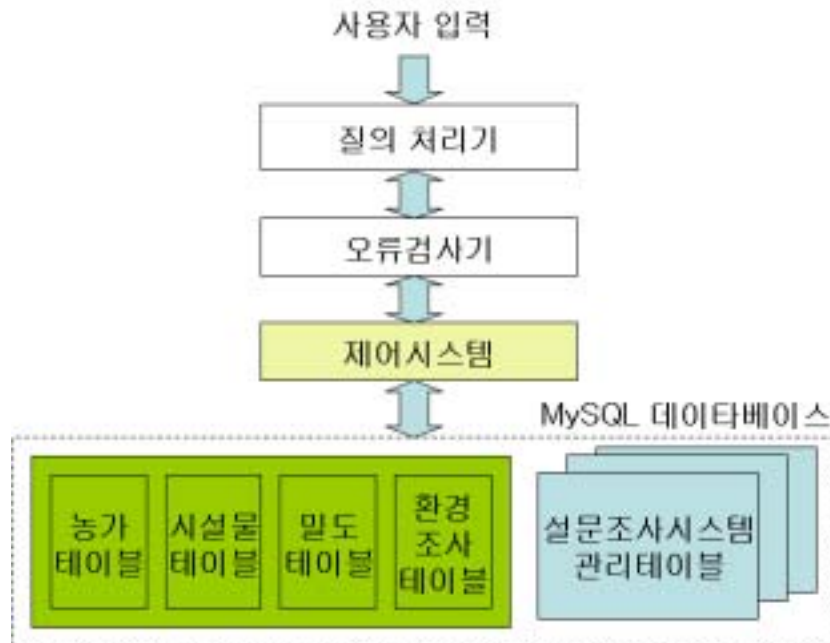 사용자 입력
질의 처리기
오류검사기
제어시스템
MySQL 데이타베이스
농가
테이블
시설물
테이블
밀도
테이블
환경
조사
테이블
설문조사시스템
관리테이블